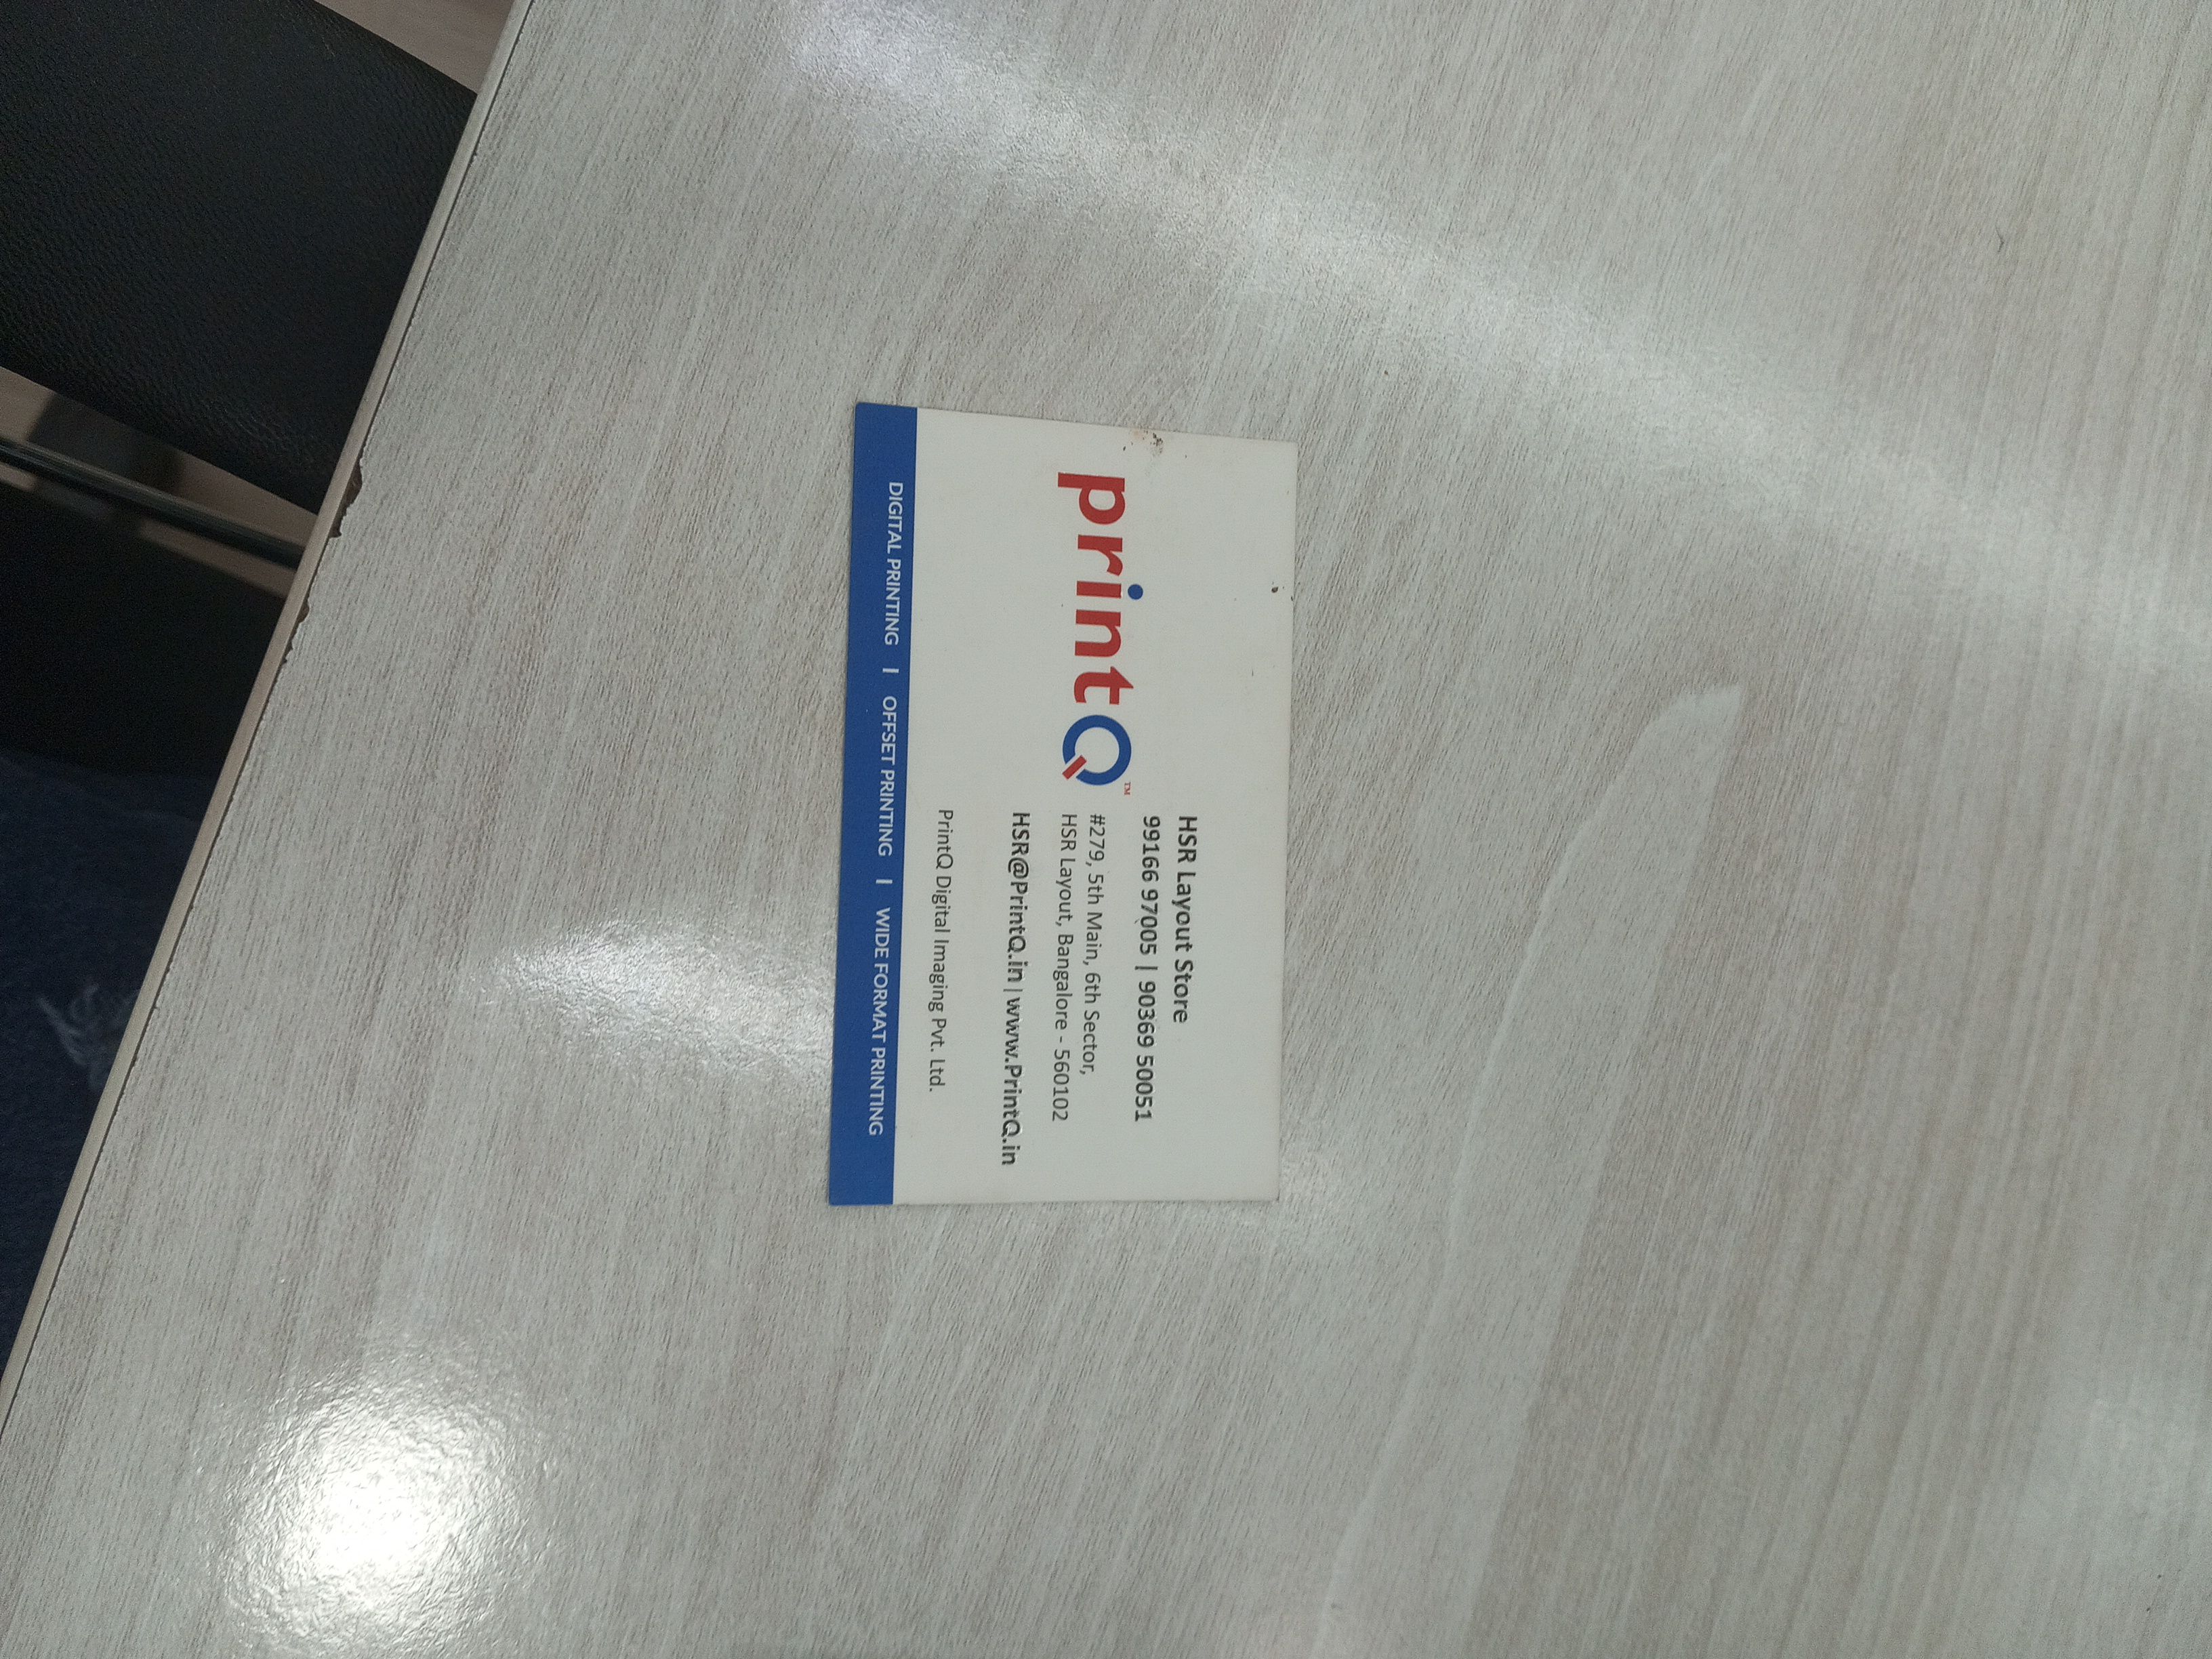 printQ™
HSR Layout Store
99166 97005 | 90369 50051
#279, 5th Main, 6th Sector,
HSR Layout, Bangalore - 560102
HSR@PrintQ.in | www.PrintQ.in
PrintQ Digital Imaging Pvt. Ltd.
DIGITAL PRINTING | OFFSET PRINTING | WIDE FORMAT PRINTING